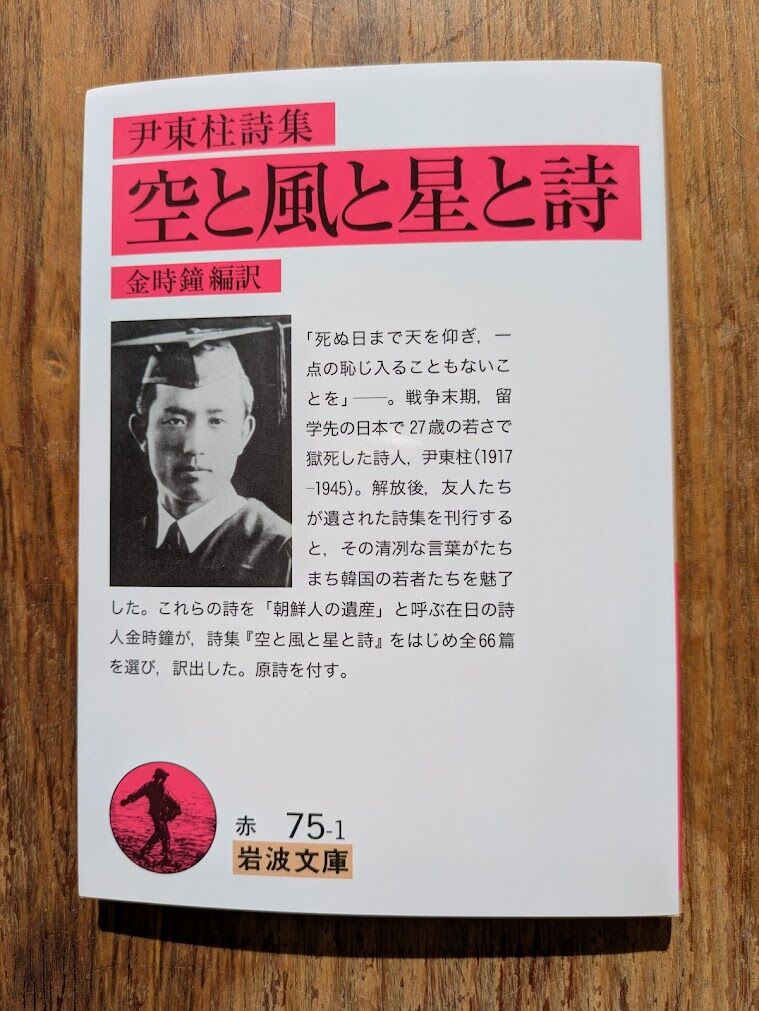 尹東柱詩集
空と風と星と詩
金時鐘編訳
「死ぬ日まで天を仰ぎ，一
点の恥じ入ることもないこ
とを」――。戦争末期，留
学先の日本で27歳の若さで
獄死した詩人，尹東柱(1917
–1945)。解放後，友人たち
が遺された詩集を刊行する
と，その清冽な言葉がたち
まち韓国の若者たちを魅了
した。これらの詩を「朝鮮人の遺産」と呼ぶ在日の詩
人金時鐘が，詩集『空と風と星と詩』をはじめ全66篇
を選び，訳出した。原詩を付す。
赤 75-1
岩波文庫